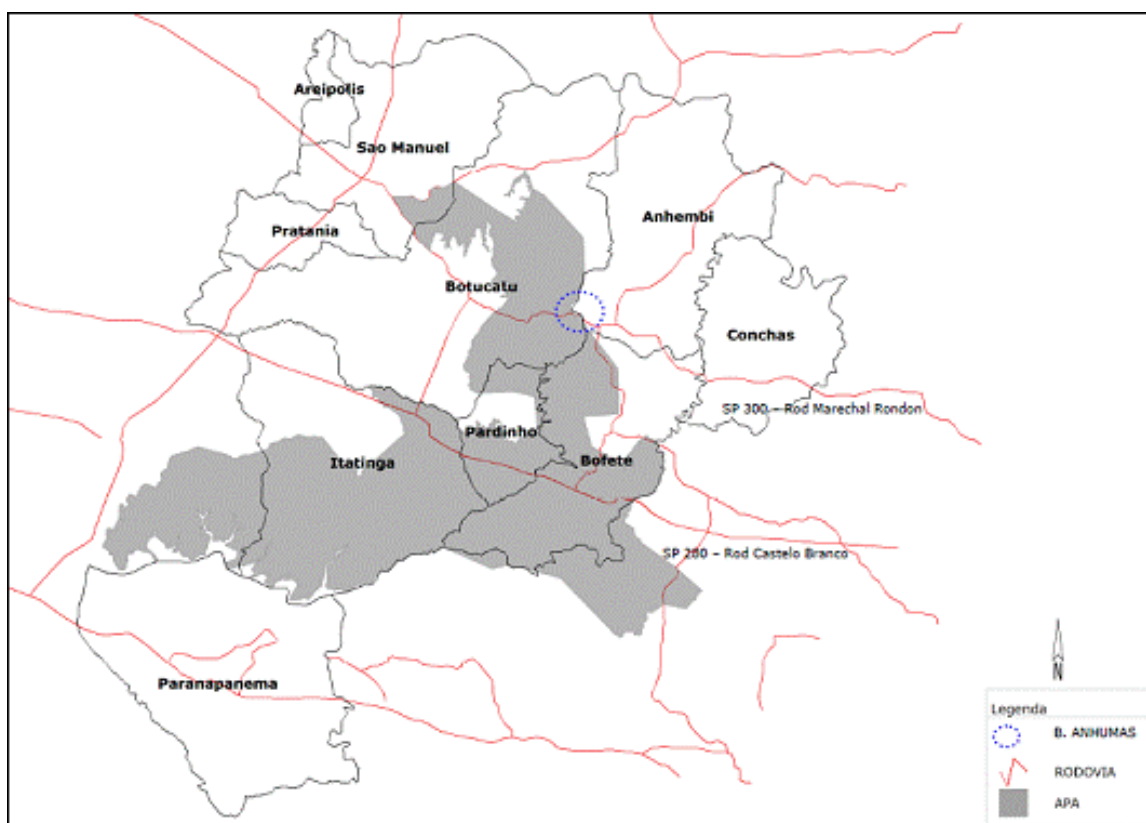 Areipolis
Sao Manuel
Anhembi
Pratania
Botucatu
Conchas
SP 300 – Rod Marechal Rondon
Pardinho
Itatinga
Bofete
SP 280 – Rod Castelo Branco
Paranapanema
N
Legenda
B. ANHUMAS
RODOVIA
APA